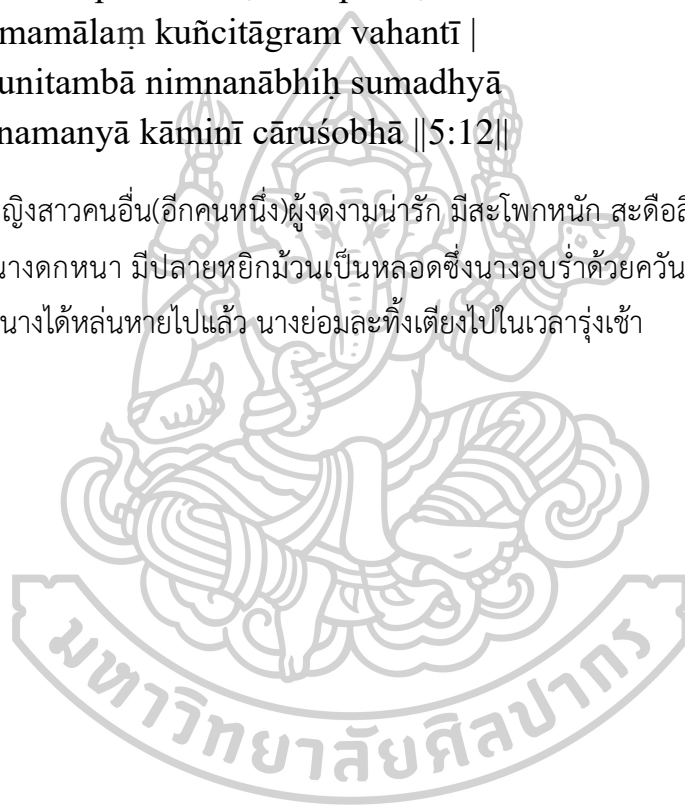 mamālaṃ kuñcitāgram vahantī |
unitambā nimnanābhiḥ sumadhyā
namanyā kāminī cāruśobhā ||5:12||
ญิงสาวคนอื่น(อีกคนหนึ่ง)ผู้งดงามน่ารัก มีสะโพกหนัก สะดือลึ
นางดกหนา มีปลายหยิกม้วนเป็นหลอดซึ่งนางอบร่ำด้วยควัน
นางได้หล่นหายไปแล้ว นางย่อมละทิ้งเตียงไปในเวลารุ่งเช้า
มหาวิทยาลัยศิลปากร